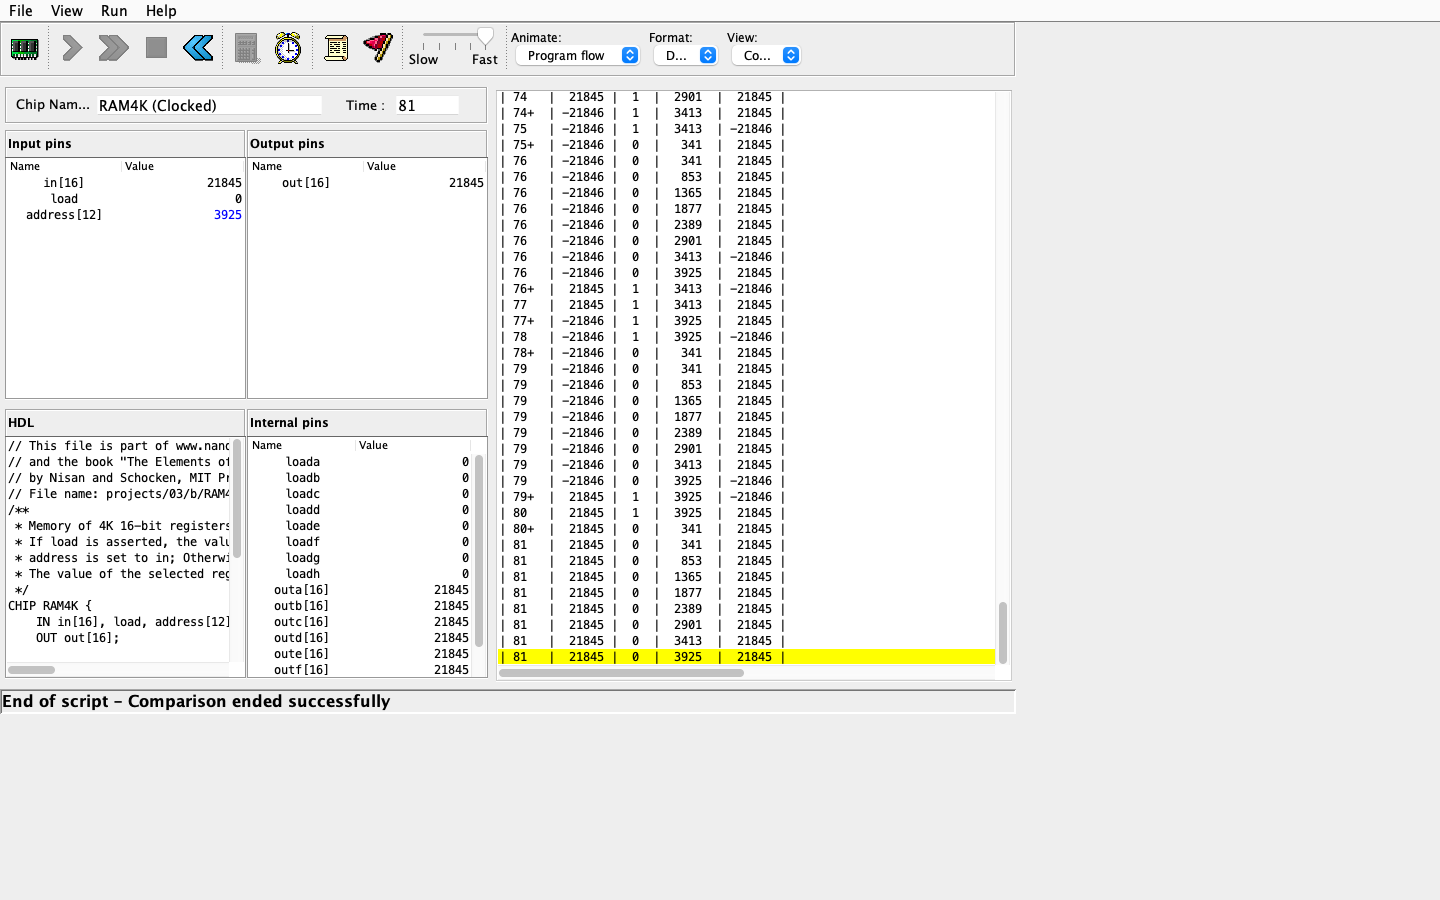 File View Run Help
Slow Fast
Animate: Format: View:
Program flow D... Co...
Chip Nam... RAM4K (Clocked) Time : 81
Input pins
Name Value
in[16] 21845
load 0
address[12] 3925
Output pins
Name Value
out[16] 21845
HDL
// This file is part of www.nand
// and the book "The Elements of
// by Nisan and Schocken, MIT Pr
// File name: projects/03/b/RAM4
/**
* Memory of 4K 16-bit registers
* If load is asserted, the valu
* address is set to in; Otherwi
* The value of the selected reg
*/
CHIP RAM4K {
IN in[16], load, address[12]
OUT out[16];
Internal pins
Name Value
loada 0
loadb 0
loadc 0
loadd 0
loade 0
loadf 0
loadg 0
loadh 0
outa[16] 21845
outb[16] 21845
outc[16] 21845
outd[16] 21845
oute[16] 21845
outf[16] 21845
| 74 | 21845 | 1 | 2901 | 21845 |
| 74+ | -21846 | 1 | 3413 | 21845 |
| 75 | -21846 | 1 | 3413 | -21846 |
| 75+ | -21846 | 0 | 341 | 21845 |
| 76 | -21846 | 0 | 341 | 21845 |
| 76 | -21846 | 0 | 853 | 21845 |
| 76 | -21846 | 0 | 1365 | 21845 |
| 76 | -21846 | 0 | 1877 | 21845 |
| 76 | -21846 | 0 | 2389 | 21845 |
| 76 | -21846 | 0 | 2901 | 21845 |
| 76 | -21846 | 0 | 3413 | -21846 |
| 76 | -21846 | 0 | 3925 | 21845 |
| 76+ | 21845 | 1 | 3413 | -21846 |
| 77 | 21845 | 1 | 3413 | 21845 |
| 77+ | -21846 | 1 | 3925 | 21845 |
| 78 | -21846 | 1 | 3925 | -21846 |
| 78+ | -21846 | 0 | 341 | 21845 |
| 79 | -21846 | 0 | 341 | 21845 |
| 79 | -21846 | 0 | 853 | 21845 |
| 79 | -21846 | 0 | 1365 | 21845 |
| 79 | -21846 | 0 | 1877 | 21845 |
| 79 | -21846 | 0 | 2389 | 21845 |
| 79 | -21846 | 0 | 2901 | 21845 |
| 79 | -21846 | 0 | 3413 | 21845 |
| 79 | -21846 | 0 | 3925 | -21846 |
| 79+ | 21845 | 1 | 3925 | -21846 |
| 80 | 21845 | 1 | 3925 | 21845 |
| 80+ | 21845 | 0 | 341 | 21845 |
| 81 | 21845 | 0 | 341 | 21845 |
| 81 | 21845 | 0 | 853 | 21845 |
| 81 | 21845 | 0 | 1365 | 21845 |
| 81 | 21845 | 0 | 1877 | 21845 |
| 81 | 21845 | 0 | 2389 | 21845 |
| 81 | 21845 | 0 | 2901 | 21845 |
| 81 | 21845 | 0 | 3413 | 21845 |
| 81 | 21845 | 0 | 3925 | 21845 |
End of script - Comparison ended successfully